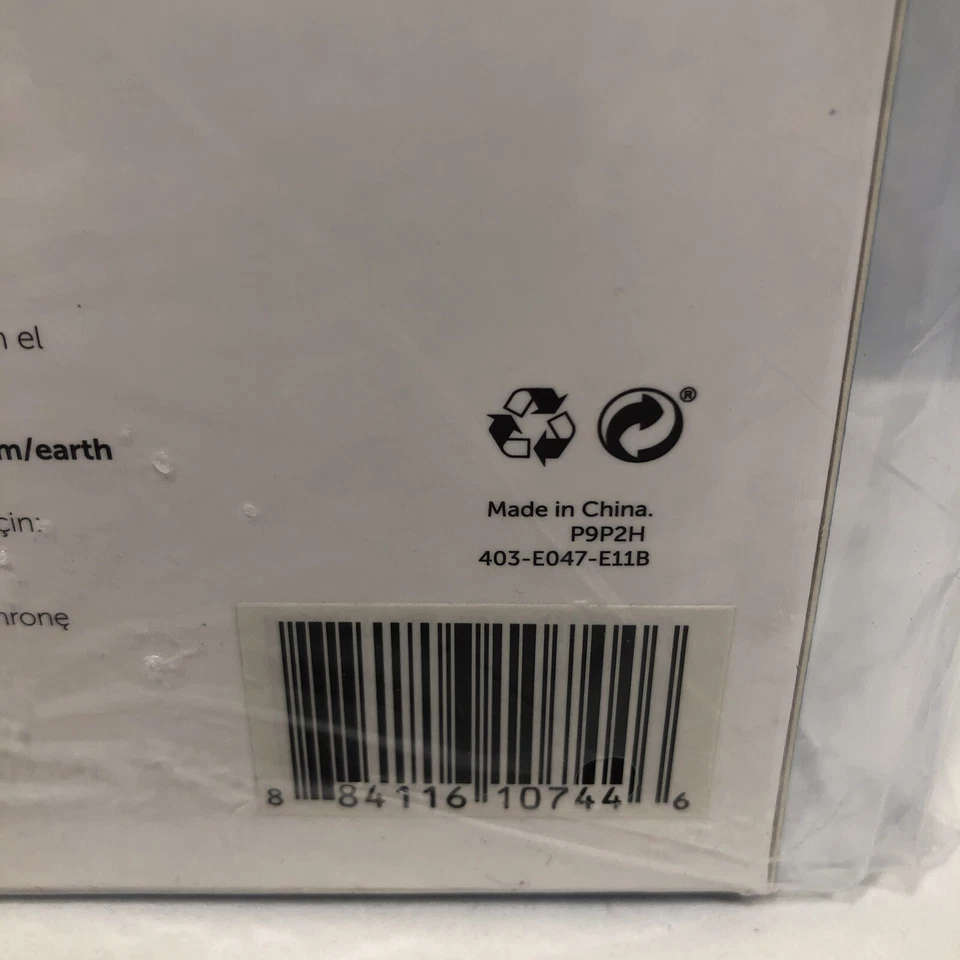 el
m/earth
çin:
hronę
®
Made in China.
P9P2H
403-E047-E11B
8 84116 10744 6